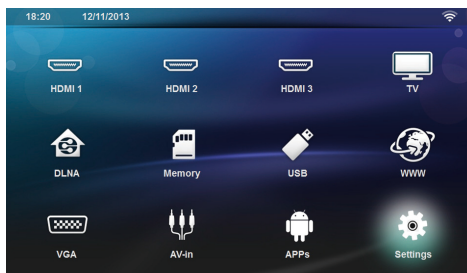 18:20 12/11/2013
HDMI 1 HDMI 2 HDMI 3 TV
DLNA Memory USB WWW
VGA AV-in APPs Settings